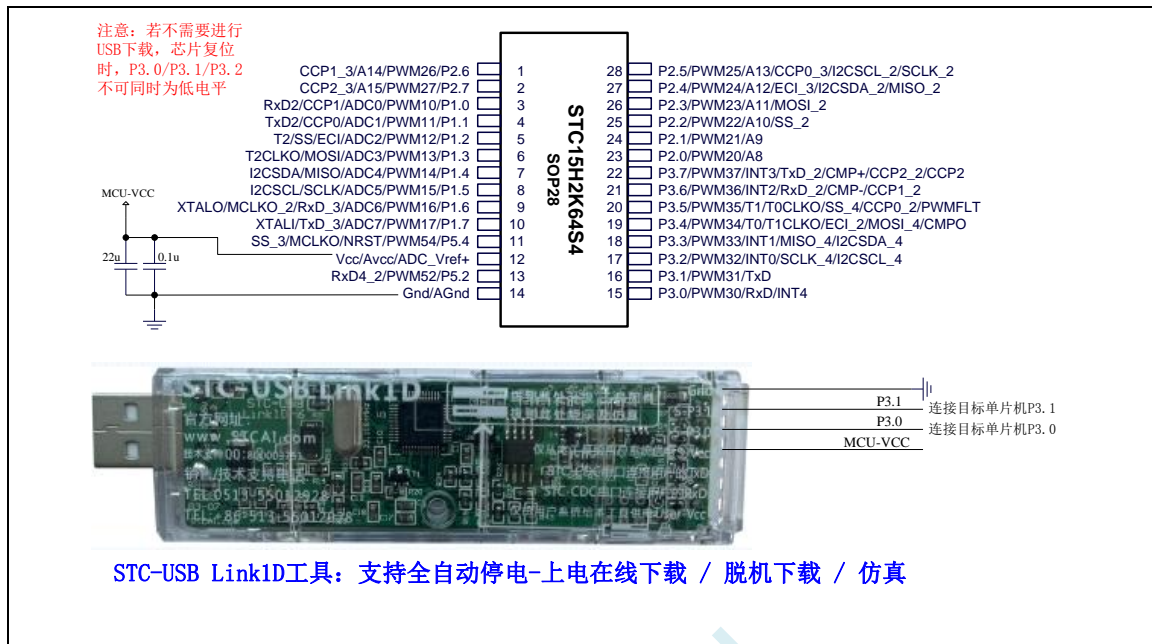 注意：若不需要进行
USB下载，芯片复位
时，P3.0/P3.1/P3.2
不可同时为低电平
CCP1_3/A14/PWM26/P2.6 1
CCP2_3/A15/PWM27/P2.7 2
RxD2/CCP1/ADC0/PWM10/P1.0 3
TxD2/CCP0/ADC1/PWM11/P1.1 4
T2/SS/ECI/ADC2/PWM12/P1.2 5
T2CLKO/MOSI/ADC3/PWM13/P1.3 6
I2CSDA/MISO/ADC4/PWM14/P1.4 7
I2CSCL/SCLK/ADC5/PWM15/P1.5 8
XTALO/MCLKO_2/RxD_3/ADC6/PWM16/P1.6 9
XTALI/TxD_3/ADC7/PWM17/P1.7 10
SS_3/MCLKO/NRST/PWM54/P5.4 11
Vcc/Avcc/ADC_Vref+ 12
RxD4_2/PWM52/P5.2 13
Gnd/AGnd 14
STC15H2K64S4
SOP28
28 P2.5/PWM25/A13/CCP0_3/I2CSCL_2/SCLK_2
27 P2.4/PWM24/A12/ECI_3/I2CSDA_2/MISO_2
26 P2.3/PWM23/A11/MOSI_2
25 P2.2/PWM22/A10/SS_2
24 P2.1/PWM21/A9
23 P2.0/PWM20/A8
22 P3.7/PWM37/INT3/TxD_2/CMP+/CCP2_2/CCP2
21 P3.6/PWM36/INT2/RxD_2/CMP-/CCP1_2
20 P3.5/PWM35/T1/T0CLKO/SS_4/CCP0_2/PWMFLT
19 P3.4/PWM34/T0/T1CLKO/ECI_2/MOSI_4/CMPO
18 P3.3/PWM33/INT1/MISO_4/I2CSDA_4
17 P3.2/PWM32/INT0/SCLK_4/I2CSCL_4
16 P3.1/PWM31/TxD
15 P3.0/PWM30/RxD/INT4
MCU-VCC
22u 0.1u
STC-USB Link1D
官方网址:
www.STCAI.com
TEL:0513-55012928
Gnd
P3.1 连接目标单片机P3.1
P3.0 连接目标单片机P3.0
MCU-VCC
STC-USB Link1D工具：支持全自动停电-上电在线下载 / 脱机下载 / 仿真